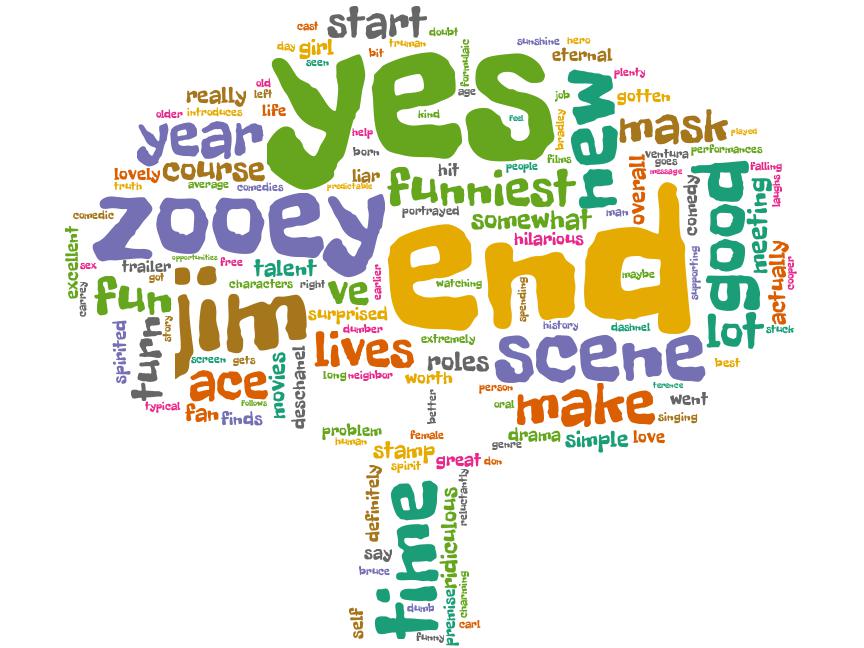 cast
start
doubt
day
girl
truman
bit
seen
formulaic
sunshine
hero
eternal
yes
old
age
plenty
really
left
job
gotten
older
introduces
life
new
kind
feel
bradley
mask
played
year
help
born
lovely
course
truth
average
comedies
liar
predictable
hit
people
films
ventura
performances
goes
message
falling
laughs
overall
comedy
funniest
portrayed
somewhat
hilarious
man
good
meeting
comedic
zooey
end
excellent
sex
trailer
opportunities
free
talent
earlier
watching
maybe
supporting
actually
cooper
carrey
got
fun
jim
characters
right
ve
surprised
spending
history
dashnel
lot
stuck
spirited
turn
story
dumber
extremely
lives
scene
best
screen
gets
movies
deschanel
roles
ace
follows
long
neighbor
worth
person
terence
went
typical
fan
finds
better
oral
make
singing
problem
human
female
genre
drama
simple
love
stamp
spirit
great
don
definitely
time
ridiculous
reluctantly
say
bruce
charming
self
dumb
premise
carl
funny